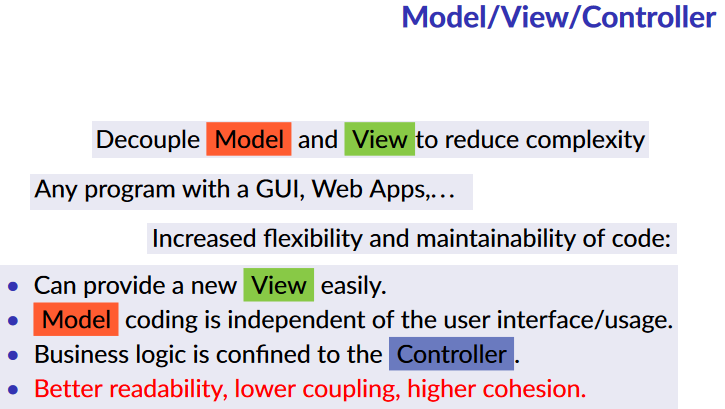 Model/View/Controller
Decouple Model and View to reduce complexity
Any program with a GUI, Web Apps,...
Increased flexibility and maintainability of code:
• Can provide a new View easily.
• Model coding is independent of the user interface/usage.
• Business logic is confined to the Controller.
• Better readability, lower coupling, higher cohesion.